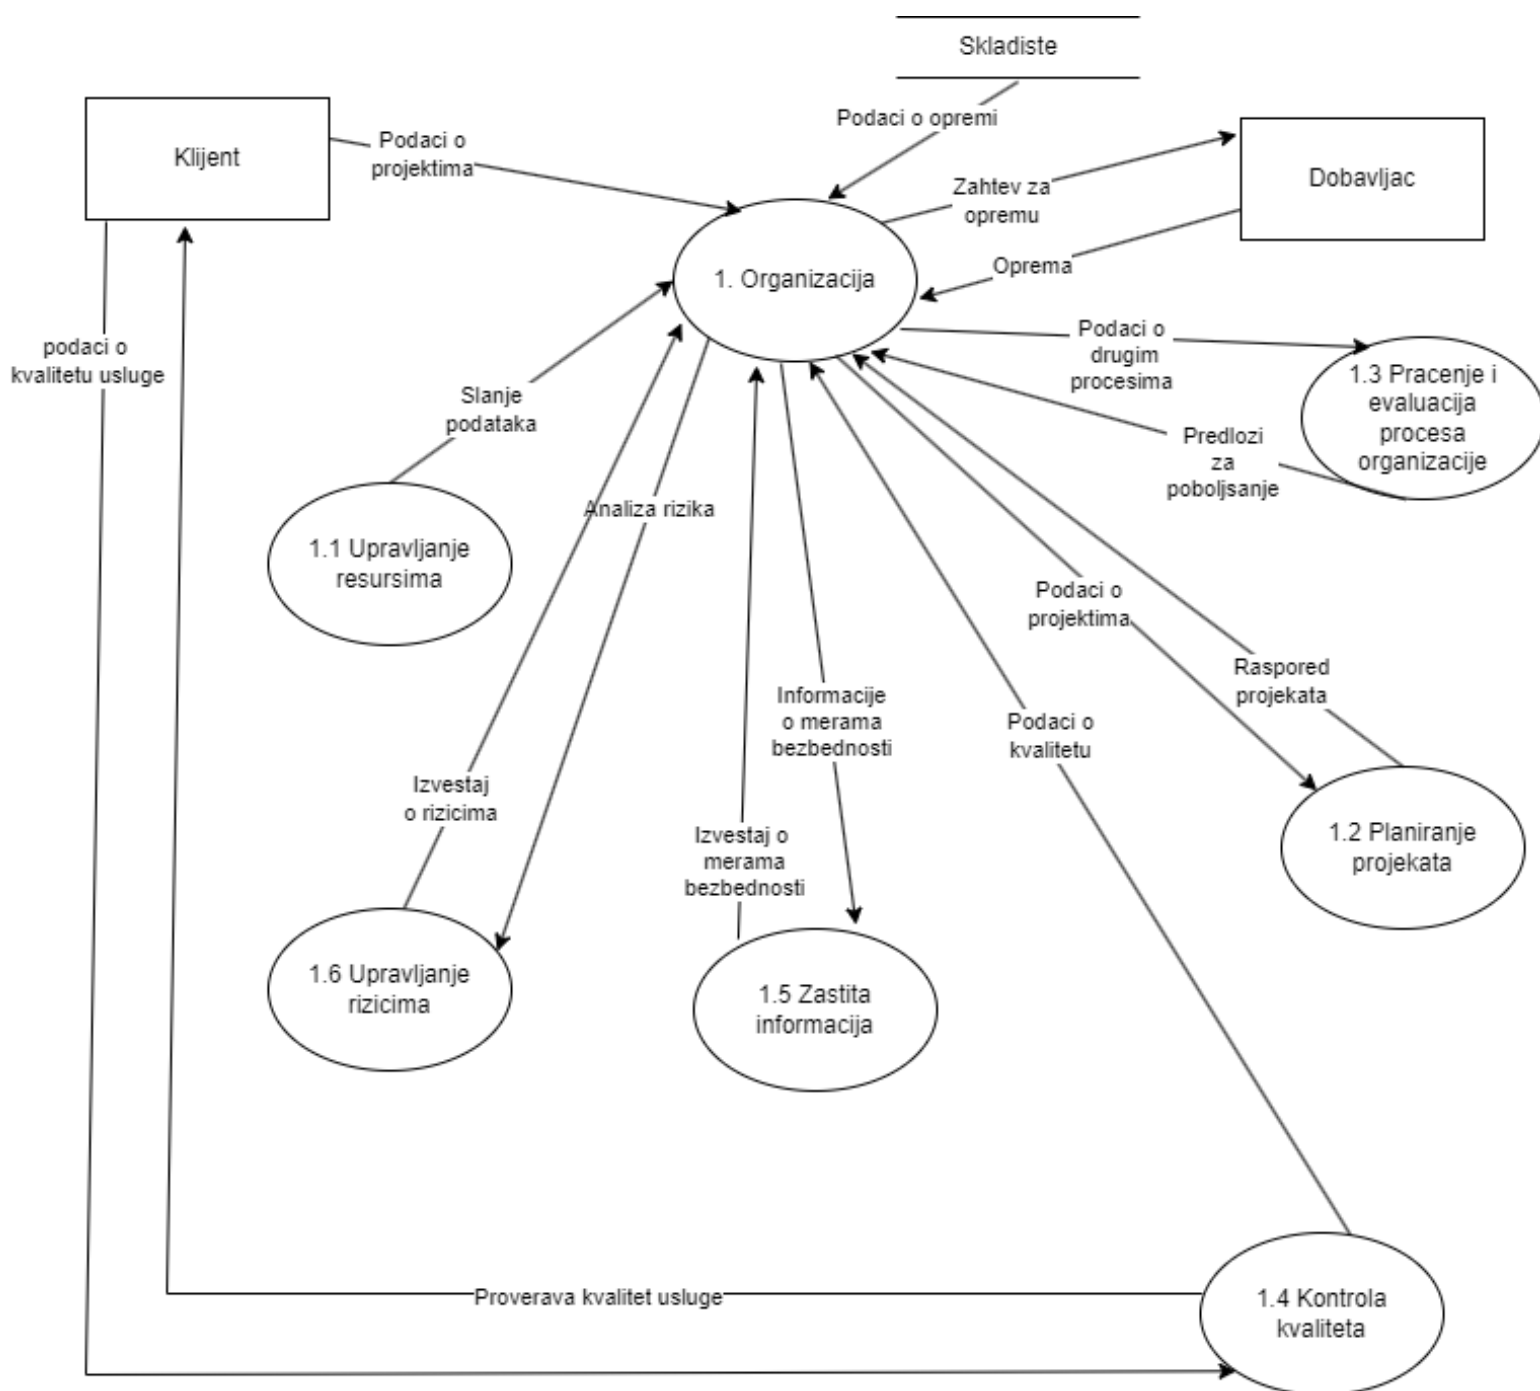 Skladiste
Podaci o opremi
Klijent
Podaci o
projektima
Zahtev za
opremu
Dobavljac
Oprema
1. Organizacija
podaci o
kvalitetu usluge
Slanje
podataka
Podaci o
drugim
procesima
1.3 Pracenje i
evaluacija
procesa
organizacije
Predlozi
za
poboljsanje
Analiza rizika
1.1 Upravljanje
resursima
Podaci o
projektima
Raspored
projekata
Informacije
o merama
bezbednosti
Podaci o
kvalitetu
Izvestaj
o rizicima
Izvestaj o
merama
bezbednosti
1.2 Planiranje
projekata
1.6 Upravljanje
rizicima
1.5 Zastita
informacija
Proverava kvalitet usluge
1.4 Kontrola
kvaliteta